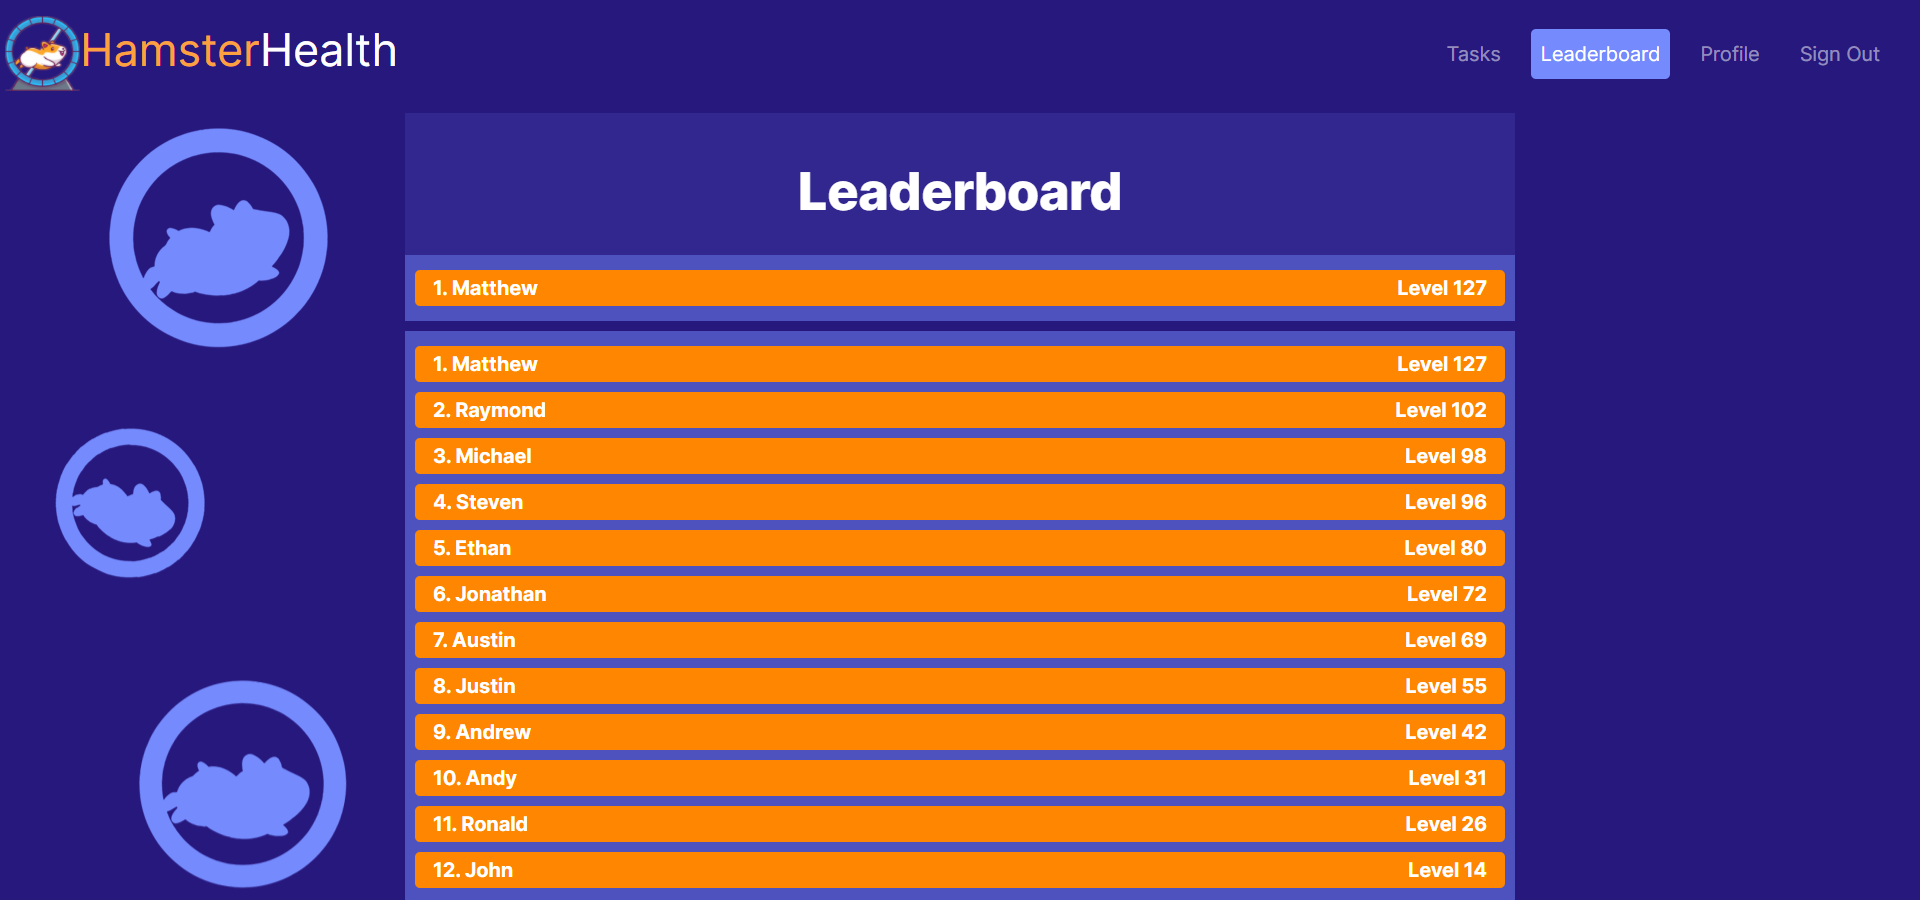 HamsterHealth
Tasks Leaderboard Profile Sign Out
Leaderboard
1. Matthew Level 127
1. Matthew Level 127
2. Raymond Level 102
3. Michael Level 98
4. Steven Level 96
5. Ethan Level 80
6. Jonathan Level 72
7. Austin Level 69
8. Justin Level 55
9. Andrew Level 42
10. Andy Level 31
11. Ronald Level 26
12. John Level 14